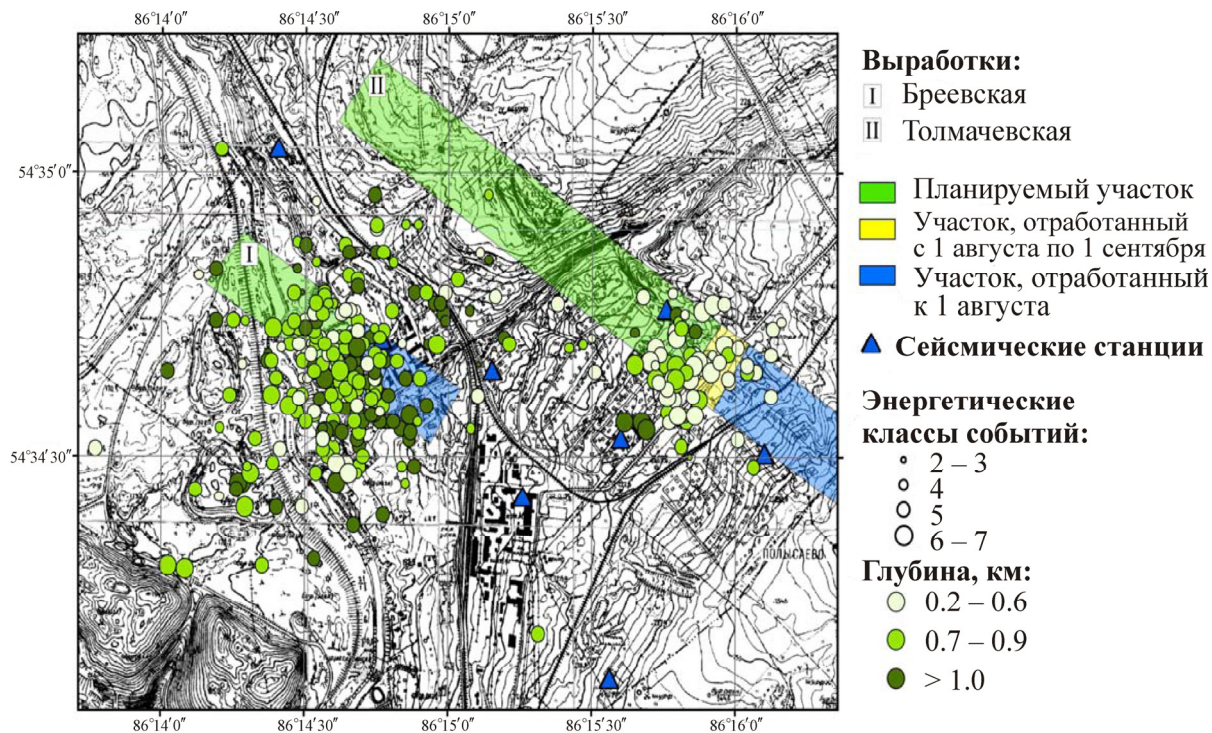 86°14′0″ 86°14′30″ 86°15′0″ 86°15′30″ 86°16′0″
II
54°35′0″
I
54°34′30″
ПОЛЫСАЕВО
86°14′0″ 86°14′30″ 86°15′0″ 86°15′30″ 86°16′0″
Выработки:
I Бреевская
II Толмачевская
Планируемый участок
Участок, отработанный
с 1 августа по 1 сентября
Участок, отработанный
к 1 августа
Сейсмические станции
Энергетические
классы событий:
2 – 3
4
5
6 – 7
Глубина, км:
0.2 – 0.6
0.7 – 0.9
> 1.0